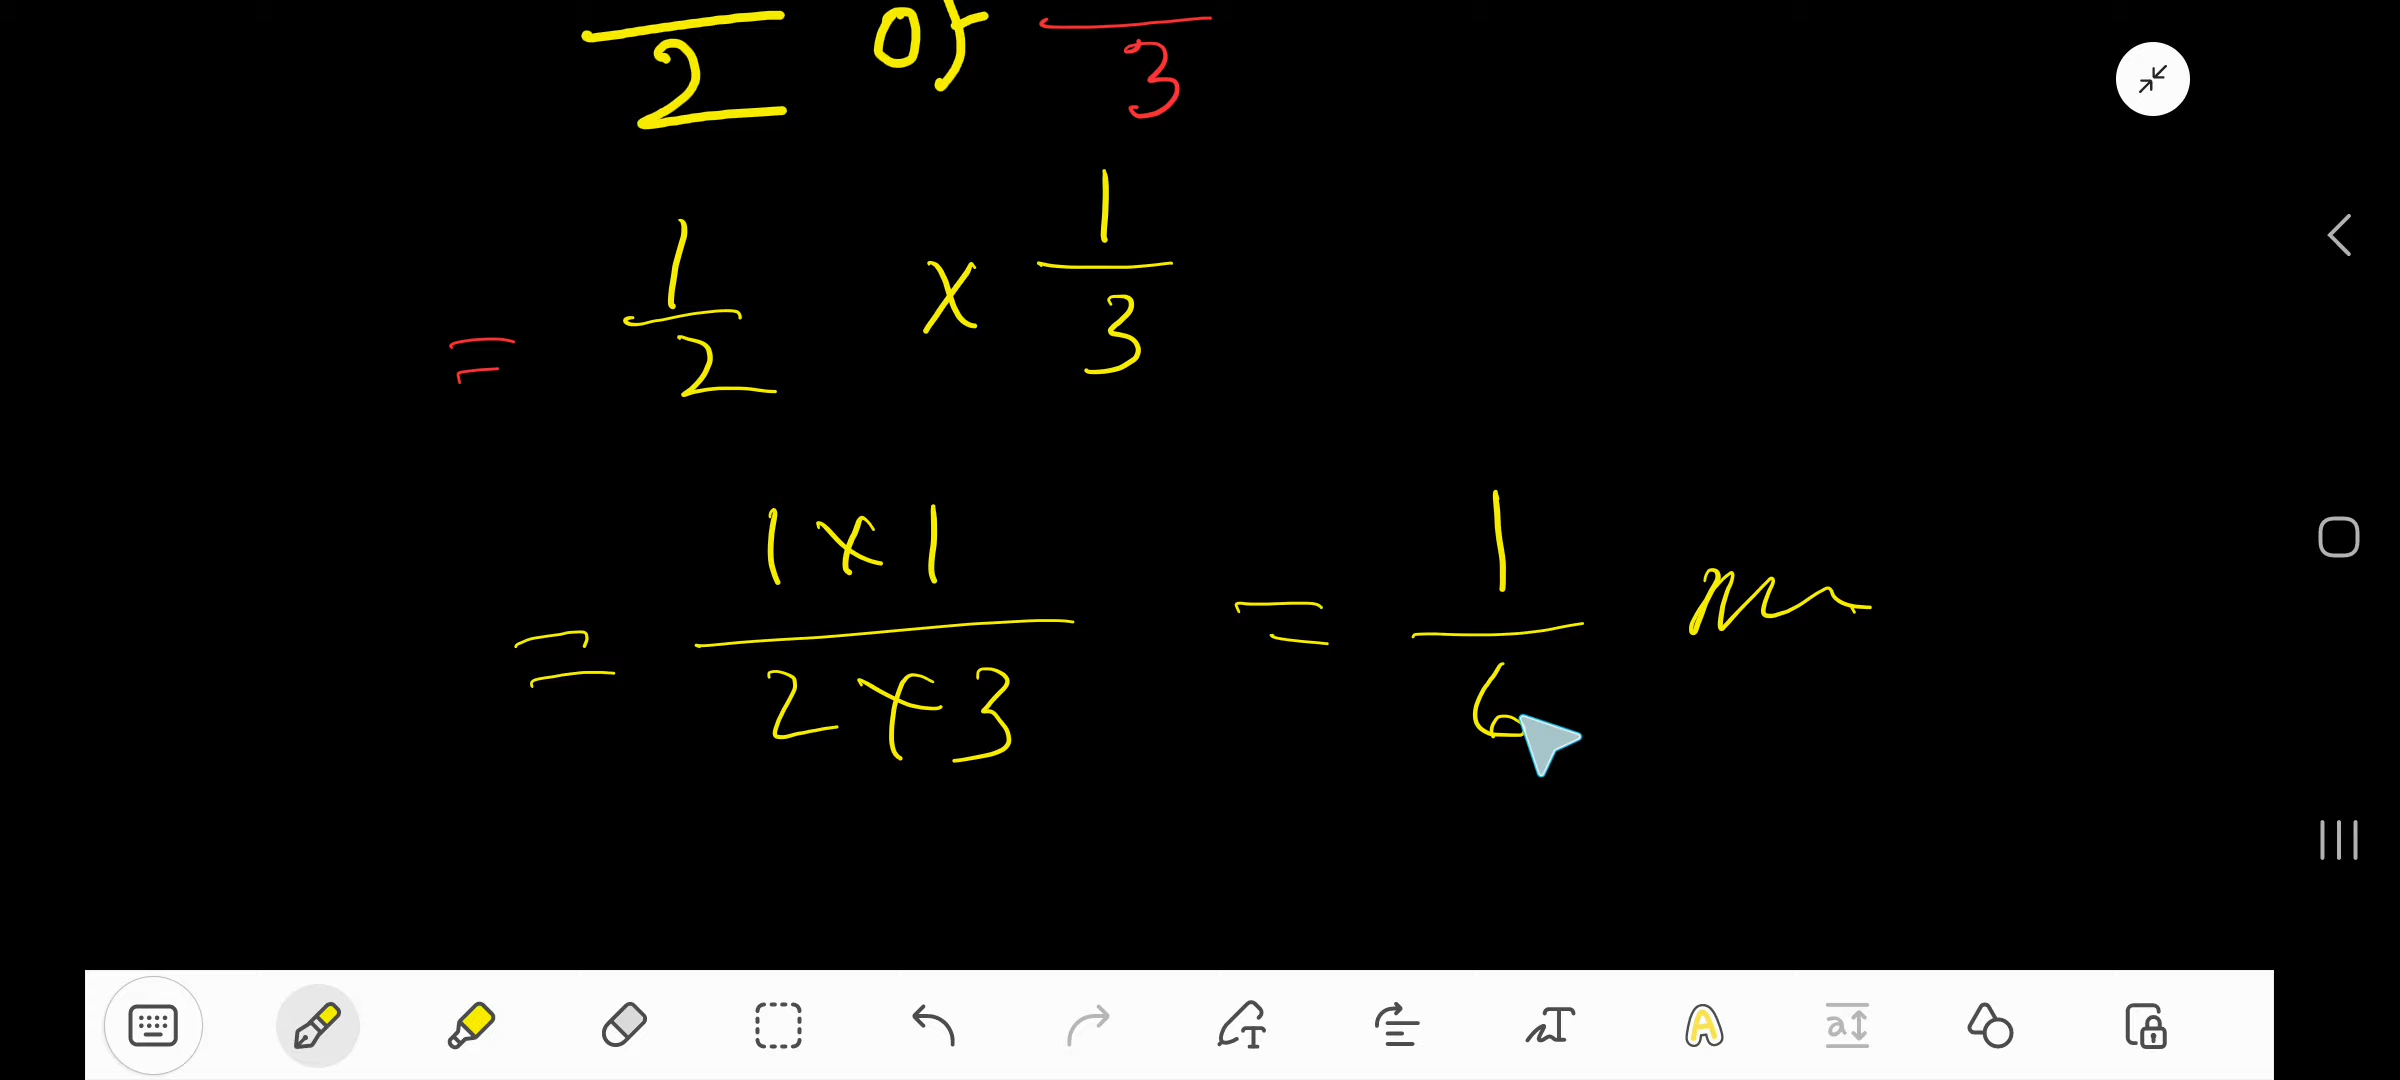 2 of 3
= 1/2 x 1/3
= 1x1/2x3 = 1/6